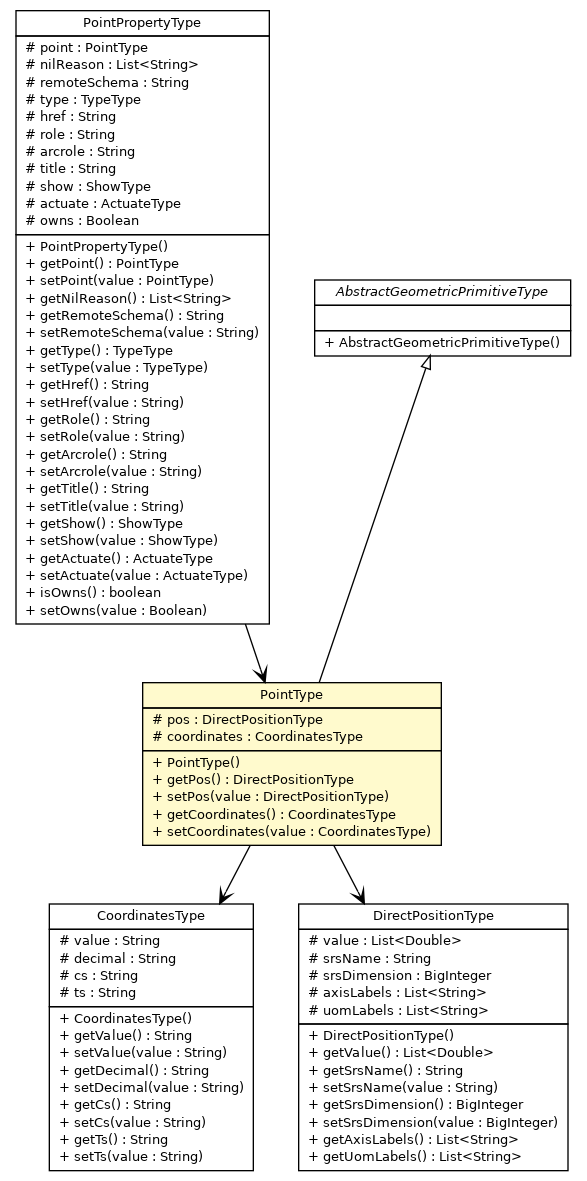 PointPropertyType
# point : PointType
# nilReason : List<String>
# remoteSchema : String
# type : TypeType
# href : String
# role : String
# arcrole : String
# title : String
# show : ShowType
# actuate : ActuateType
# owns : Boolean
+ PointPropertyType()
+ getPoint() : PointType
+ setPoint(value : PointType)
+ getNilReason() : List<String>
+ getRemoteSchema() : String
+ setRemoteSchema(value : String)
+ getType() : TypeType
+ setType(value : TypeType)
+ getHref() : String
+ setHref(value : String)
+ getRole() : String
+ setRole(value : String)
+ getArcrole() : String
+ setArcrole(value : String)
+ getTitle() : String
+ setTitle(value : String)
+ getShow() : ShowType
+ setShow(value : ShowType)
+ getActuate() : ActuateType
+ setActuate(value : ActuateType)
+ isOwns() : boolean
+ setOwns(value : Boolean)
AbstractGeometricPrimitiveType
+ AbstractGeometricPrimitiveType()
PointType
# pos : DirectPositionType
# coordinates : CoordinatesType
+ PointType()
+ getPos() : DirectPositionType
+ setPos(value : DirectPositionType)
+ getCoordinates() : CoordinatesType
+ setCoordinates(value : CoordinatesType)
CoordinatesType
# value : String
# decimal : String
# cs : String
# ts : String
+ CoordinatesType()
+ getValue() : String
+ setValue(value : String)
+ getDecimal() : String
+ setDecimal(value : String)
+ getCs() : String
+ setCs(value : String)
+ getTs() : String
+ setTs(value : String)
DirectPositionType
# value : List<Double>
# srsName : String
# srsDimension : BigInteger
# axisLabels : List<String>
# uomLabels : List<String>
+ DirectPositionType()
+ getValue() : List<Double>
+ getSrsName() : String
+ setSrsName(value : String)
+ getSrsDimension() : BigInteger
+ setSrsDimension(value : BigInteger)
+ getAxisLabels() : List<String>
+ getUomLabels() : List<String>